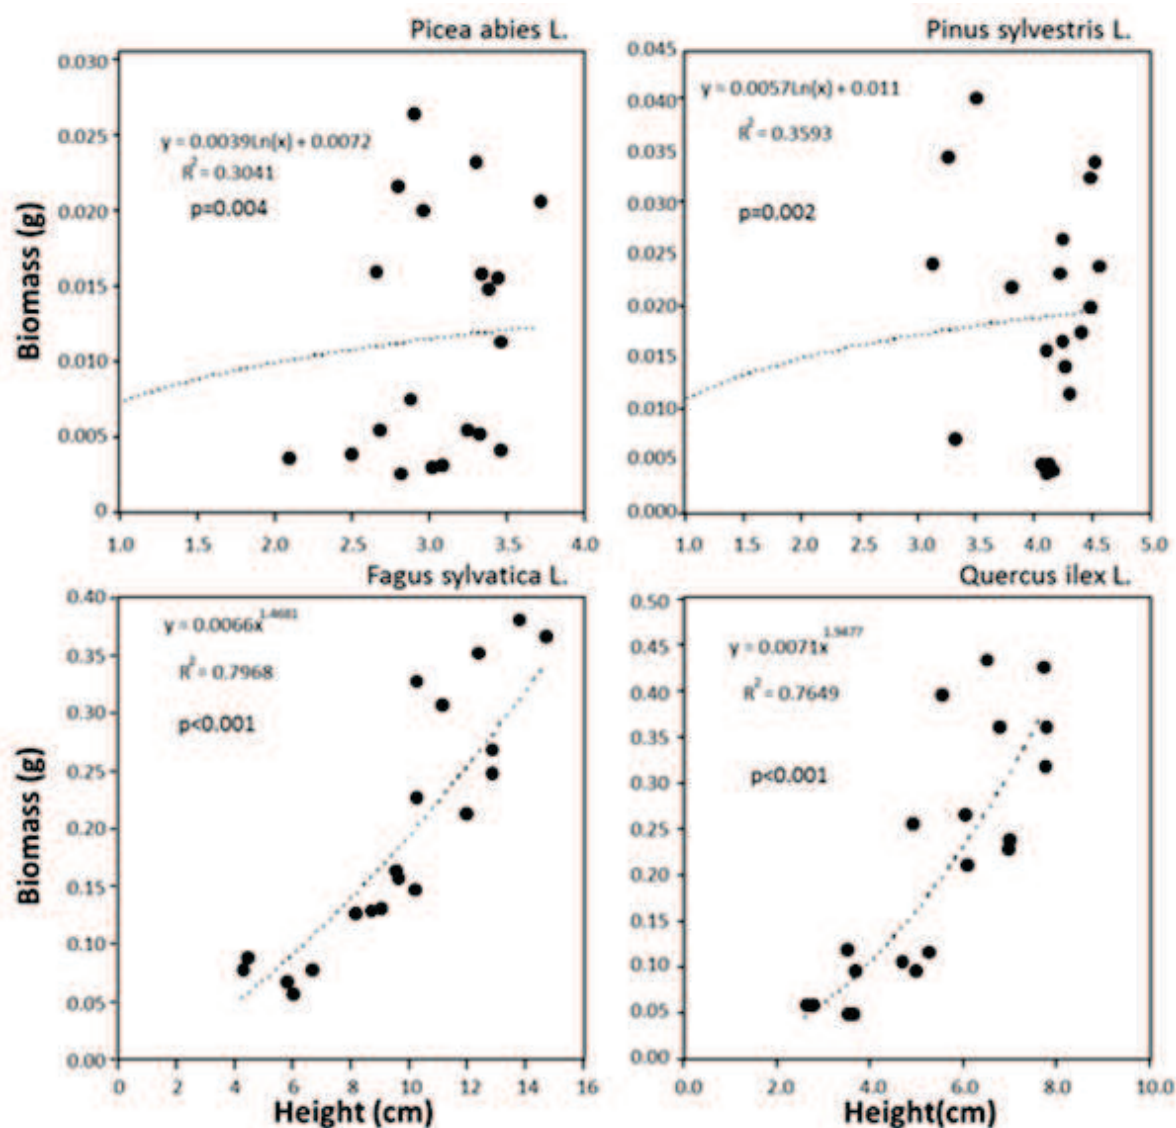 Picea abies L.
0.030
0.025
0.020
0.015
0.010
0.005
0
y = 0.0039Ln(x) + 0.0072
R² = 0.3041
p=0.004
Biomass (g)
1.0 1.5 2.0 2.5 3.0 3.5 4.0
Pinus sylvestris L.
0.045
0.040
0.035
0.030
0.025
0.020
0.015
0.010
0.005
0.000
y = 0.0057Ln(x) + 0.011
R² = 0.3593
p=0.002
1.0 1.5 2.0 2.5 3.0 3.5 4.0 4.5 5.0
Fagus sylvatica L.
0.40
0.35
0.30
0.25
0.20
0.15
0.10
0.05
0.00
y = 0.0066x^1.4681
R² = 0.7968
p<0.001
Biomass (g)
0 2 4 6 8 10 12 14 16
Height (cm)
Quercus ilex L.
0.50
0.45
0.40
0.35
0.30
0.25
0.20
0.15
0.10
0.05
0.00
y = 0.0071x^1.9477
R² = 0.7649
p<0.001
0.0 2.0 4.0 6.0 8.0 10.0
Height(cm)